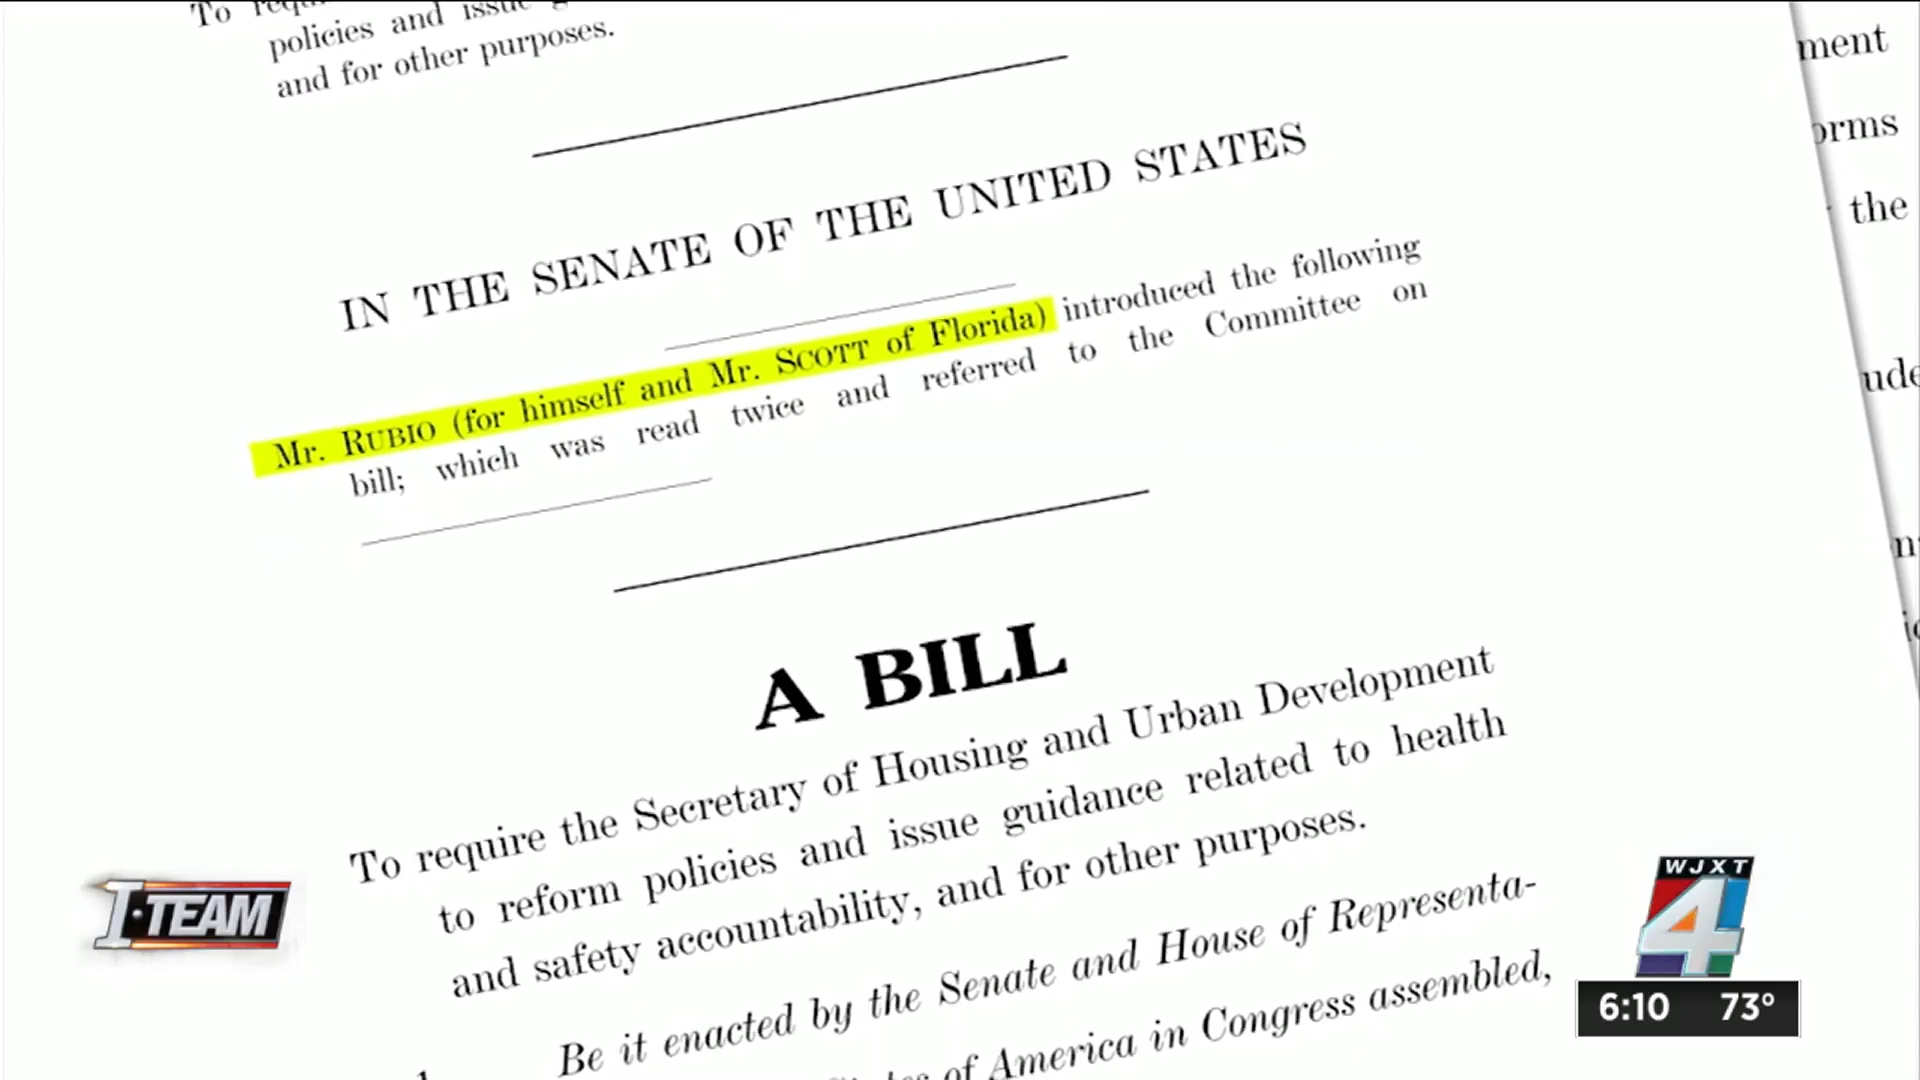 To
policies and issue
and for other purposes.
IN THE SENATE OF THE UNITED STATES
Mr. RUBIO (for himself and Mr. SCOTT of Florida) introduced the following
bill; which was read twice and referred to the Committee on
A BILL
To require the Secretary of Housing and Urban Development
to reform policies and issue guidance related to health
and safety accountability, and for other purposes.
Be it enacted by the Senate and House of Representa-
of America in Congress assembled,
ment
the
I-TEAM
WJXT
4
6:10 73°